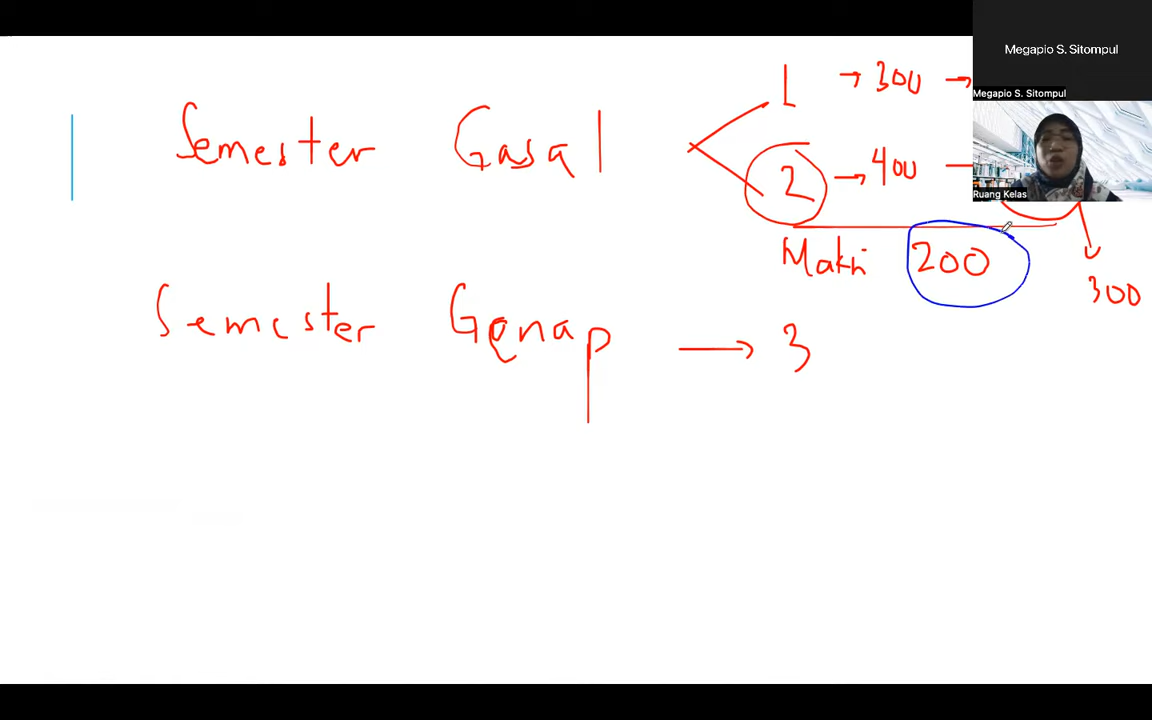 Megapio S. Sitompul
Megapio S. Sitompul
Ruang Kelas
1 → 300 →
Semester Gasal
2 → 400 —
Makri 200
300
Semester Genap → 3